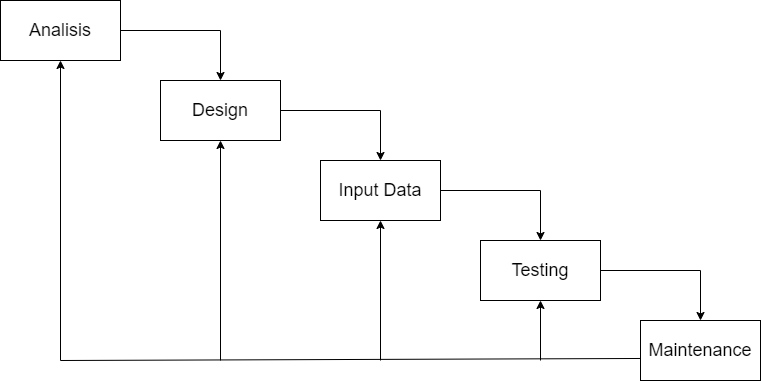 Analisis
Design
Input Data
Testing
Maintenance